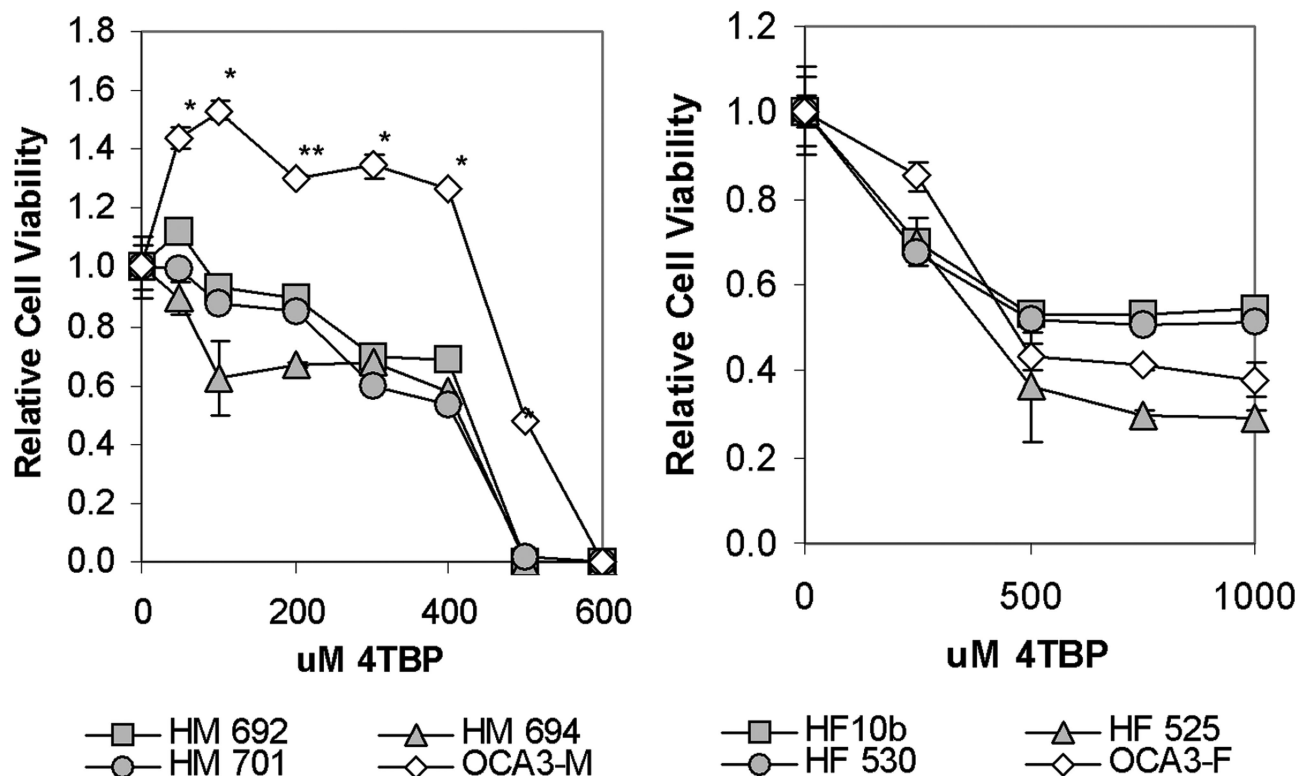 Relative Cell Viability
1.8
1.6
1.4
1.2
1.0
0.8
0.6
0.4
0.2
0.0
* * ** * * *
0 200 400 600
uM 4TBP
HM 692 HM 694
HM 701 OCA3-M
Relative Cell Viability
1.2
1.0
0.8
0.6
0.4
0.2
0.0
0 500 1000
uM 4TBP
HF10b HF 525
HF 530 OCA3-F